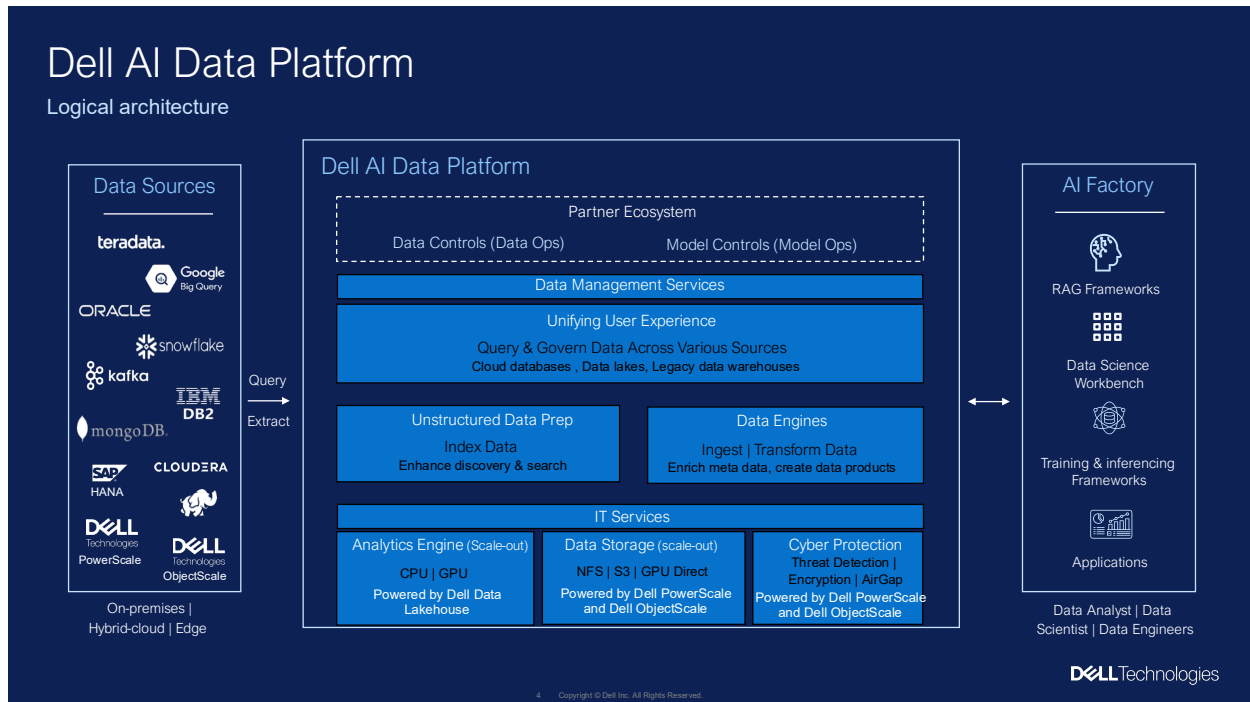 Dell AI Data Platform
Logical architecture
Data Sources
teradata.
Google
Big Query
ORACLE
snowflake
kafka
IBM
DB2
mongoDB.
SAP
HANA
CLOUDERA
DELL
Technologies
PowerScale
DELL
Technologies
ObjectScale
On-premises |
Hybrid-cloud | Edge
Query
Extract
Dell AI Data Platform
Partner Ecosystem
Data Controls (Data Ops)
Model Controls (Model Ops)
Data Management Services
Unifying User Experience
Query & Govern Data Across Various Sources
Cloud databases , Data lakes, Legacy data warehouses
Unstructured Data Prep
Index Data
Enhance discovery & search
Data Engines
Ingest | Transform Data
Enrich meta data, create data products
IT Services
Analytics Engine (Scale-out)
CPU | GPU
Powered by Dell Data
Lakehouse
Data Storage (scale-out)
NFS | S3 | GPU Direct
Powered by Dell PowerScale
and Dell ObjectScale
Cyber Protection
Threat Detection |
Encryption | AirGap
Powered by Dell PowerScale
and Dell ObjectScale
AI Factory
RAG Frameworks
Data Science
Workbench
Training & inferencing
Frameworks
Applications
Data Analyst | Data
Scientist | Data Engineers
DELL Technologies
4 Copyright © Dell Inc. All Rights Reserved.